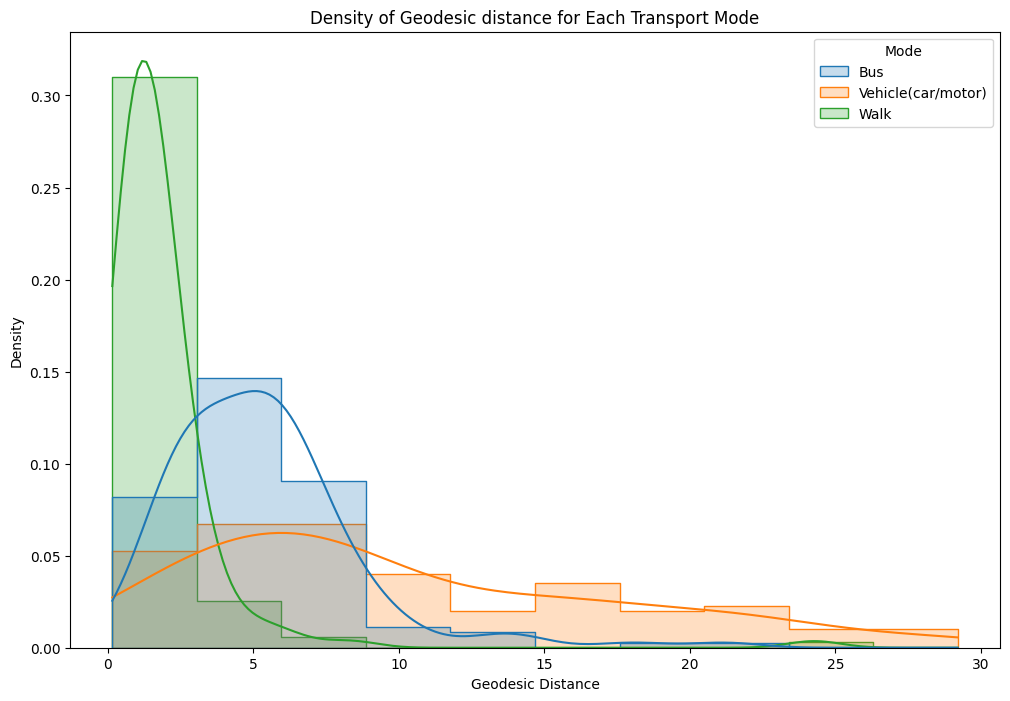 Density of Geodesic distance for Each Transport Mode
Mode
Bus
Vehicle(car/motor)
Walk
0.30
0.25
0.20
0.15
0.10
0.05
0.00
Density
0
5
10
15
20
25
30
Geodesic Distance